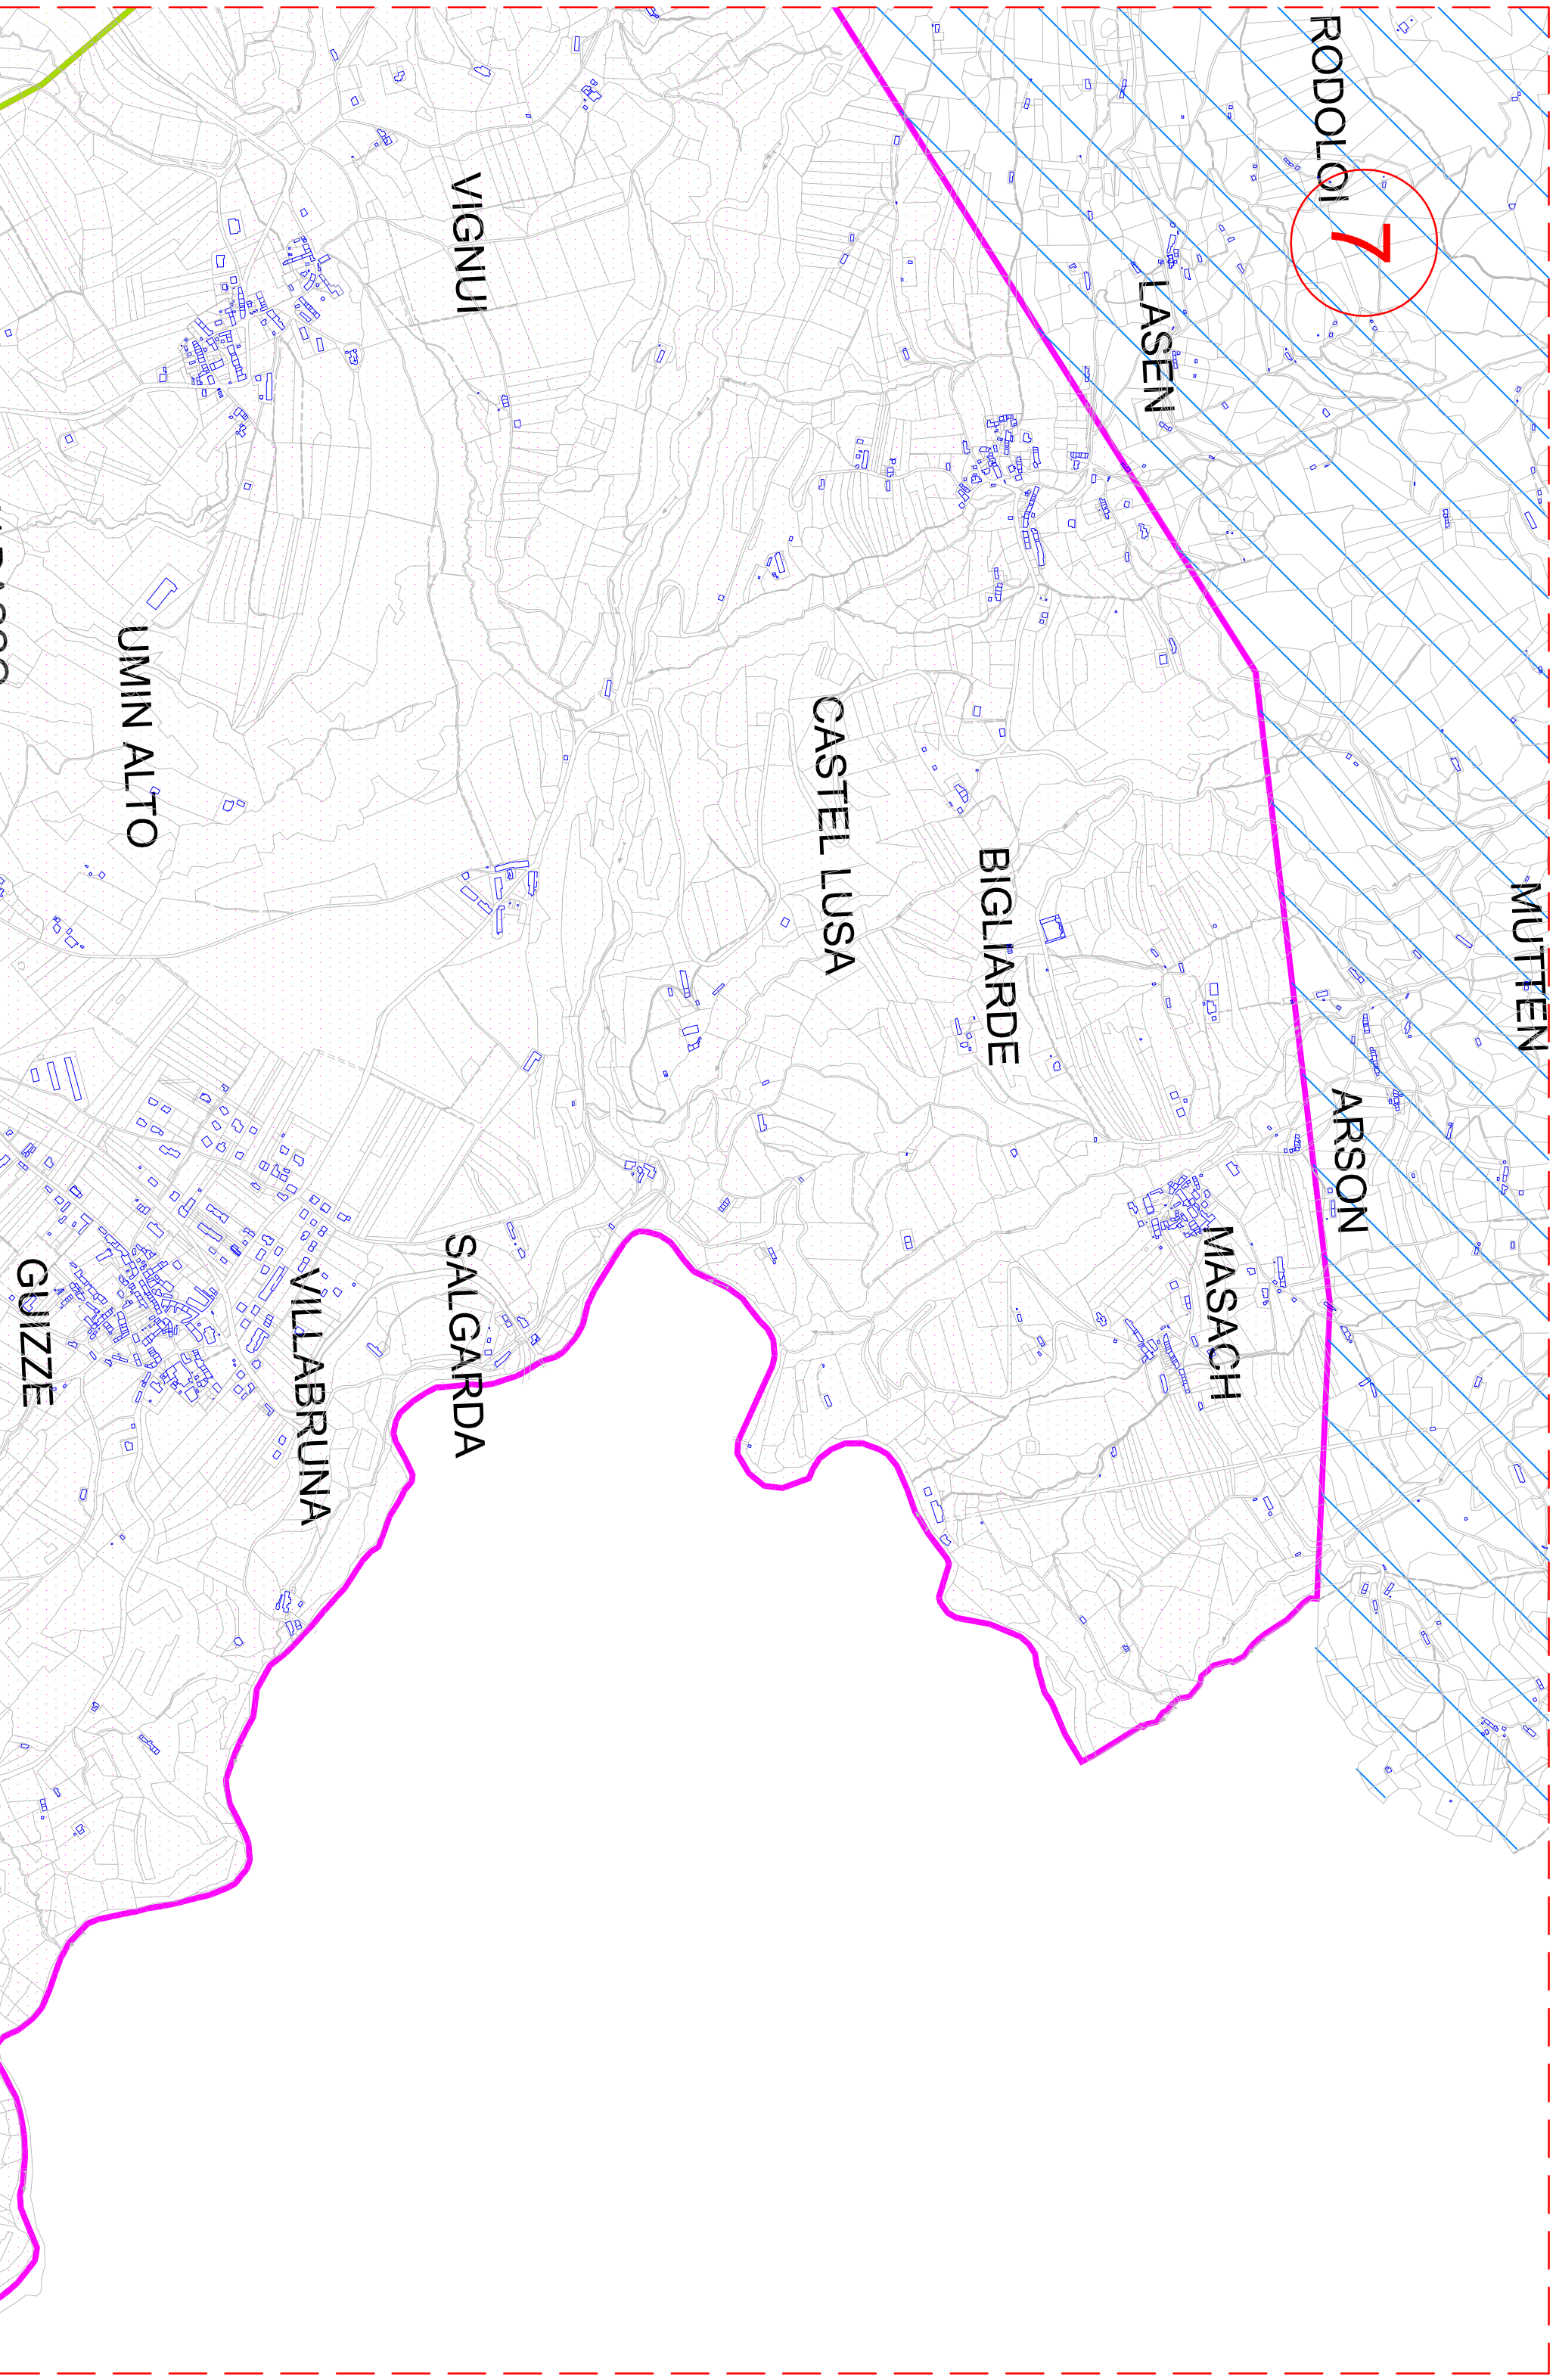 MUTTEN
RODOLOI
7
ARSON
LASEN
MASACH
BIGLIARDE
CASTEL LUSA
VIGNUI
SALGARDA
VILLABRUNA
UMIN ALTO
GUIZZE